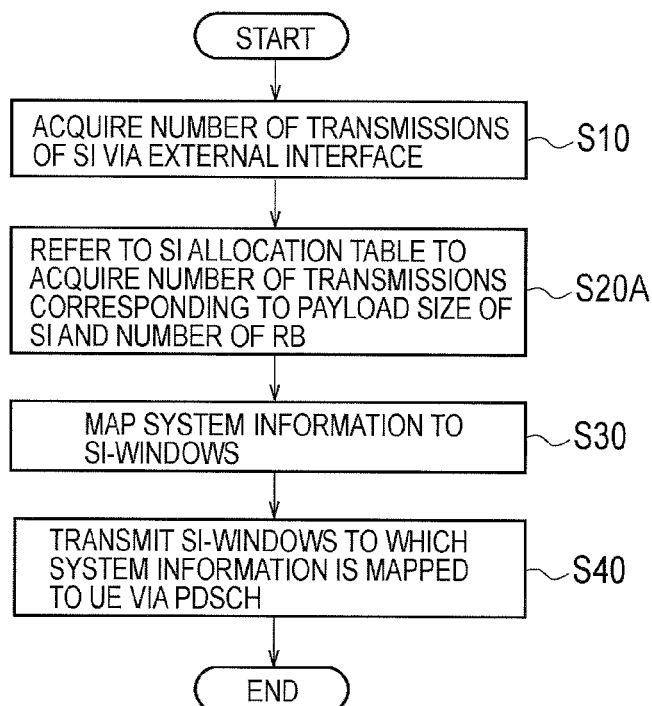 START
ACQUIRE NUMBER OF TRANSMISSIONS
OF SI VIA EXTERNAL INTERFACE
S10
REFER TO SI ALLOCATION TABLE TO
ACQUIRE NUMBER OF TRANSMISSIONS
CORRESPONDING TO PAYLOAD SIZE OF
SI AND NUMBER OF RB
S20A
MAP SYSTEM INFORMATION TO
SI-WINDOWS
S30
TRANSMIT SI-WINDOWS TO WHICH
SYSTEM INFORMATION IS MAPPED
TO UE VIA PDSCH
S40
END